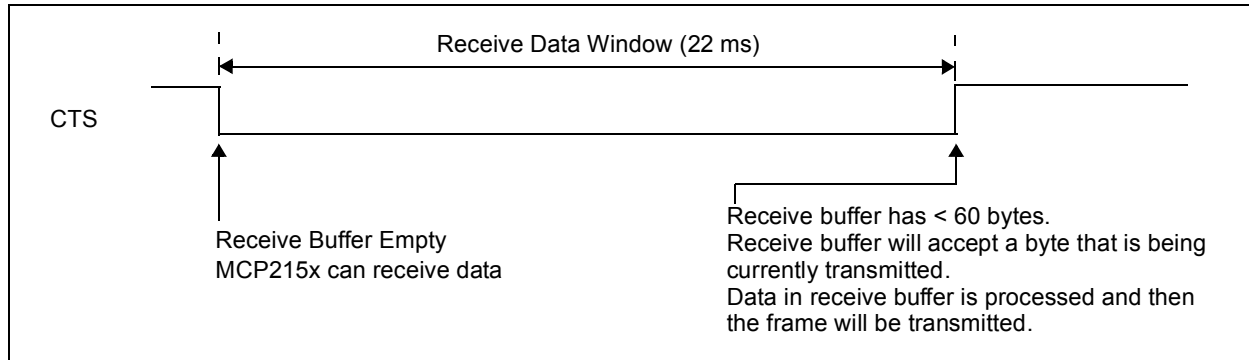 Receive Data Window (22 ms)
CTS
Receive Buffer Empty
MCP215x can receive data
Receive buffer has < 60 bytes.
Receive buffer will accept a byte that is being
currently transmitted.
Data in receive buffer is processed and then
the frame will be transmitted.